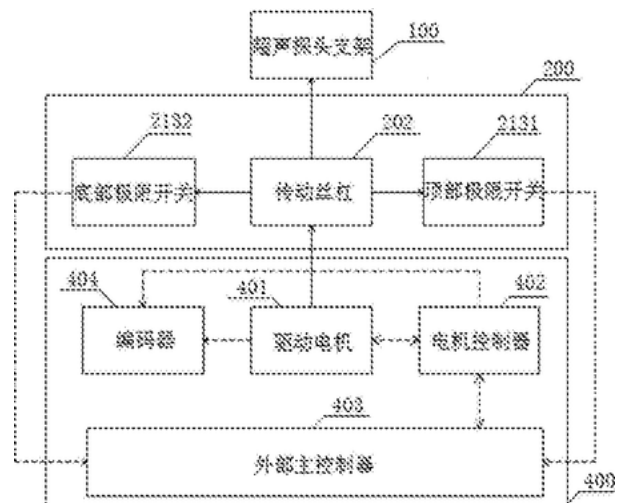 超声探头支架
100
200
2132
202
2131
底部极限开关
传动丝杠
顶部极限开关
404
401
402
编码器
驱动电机
电机控制器
403
外部主控制器
400